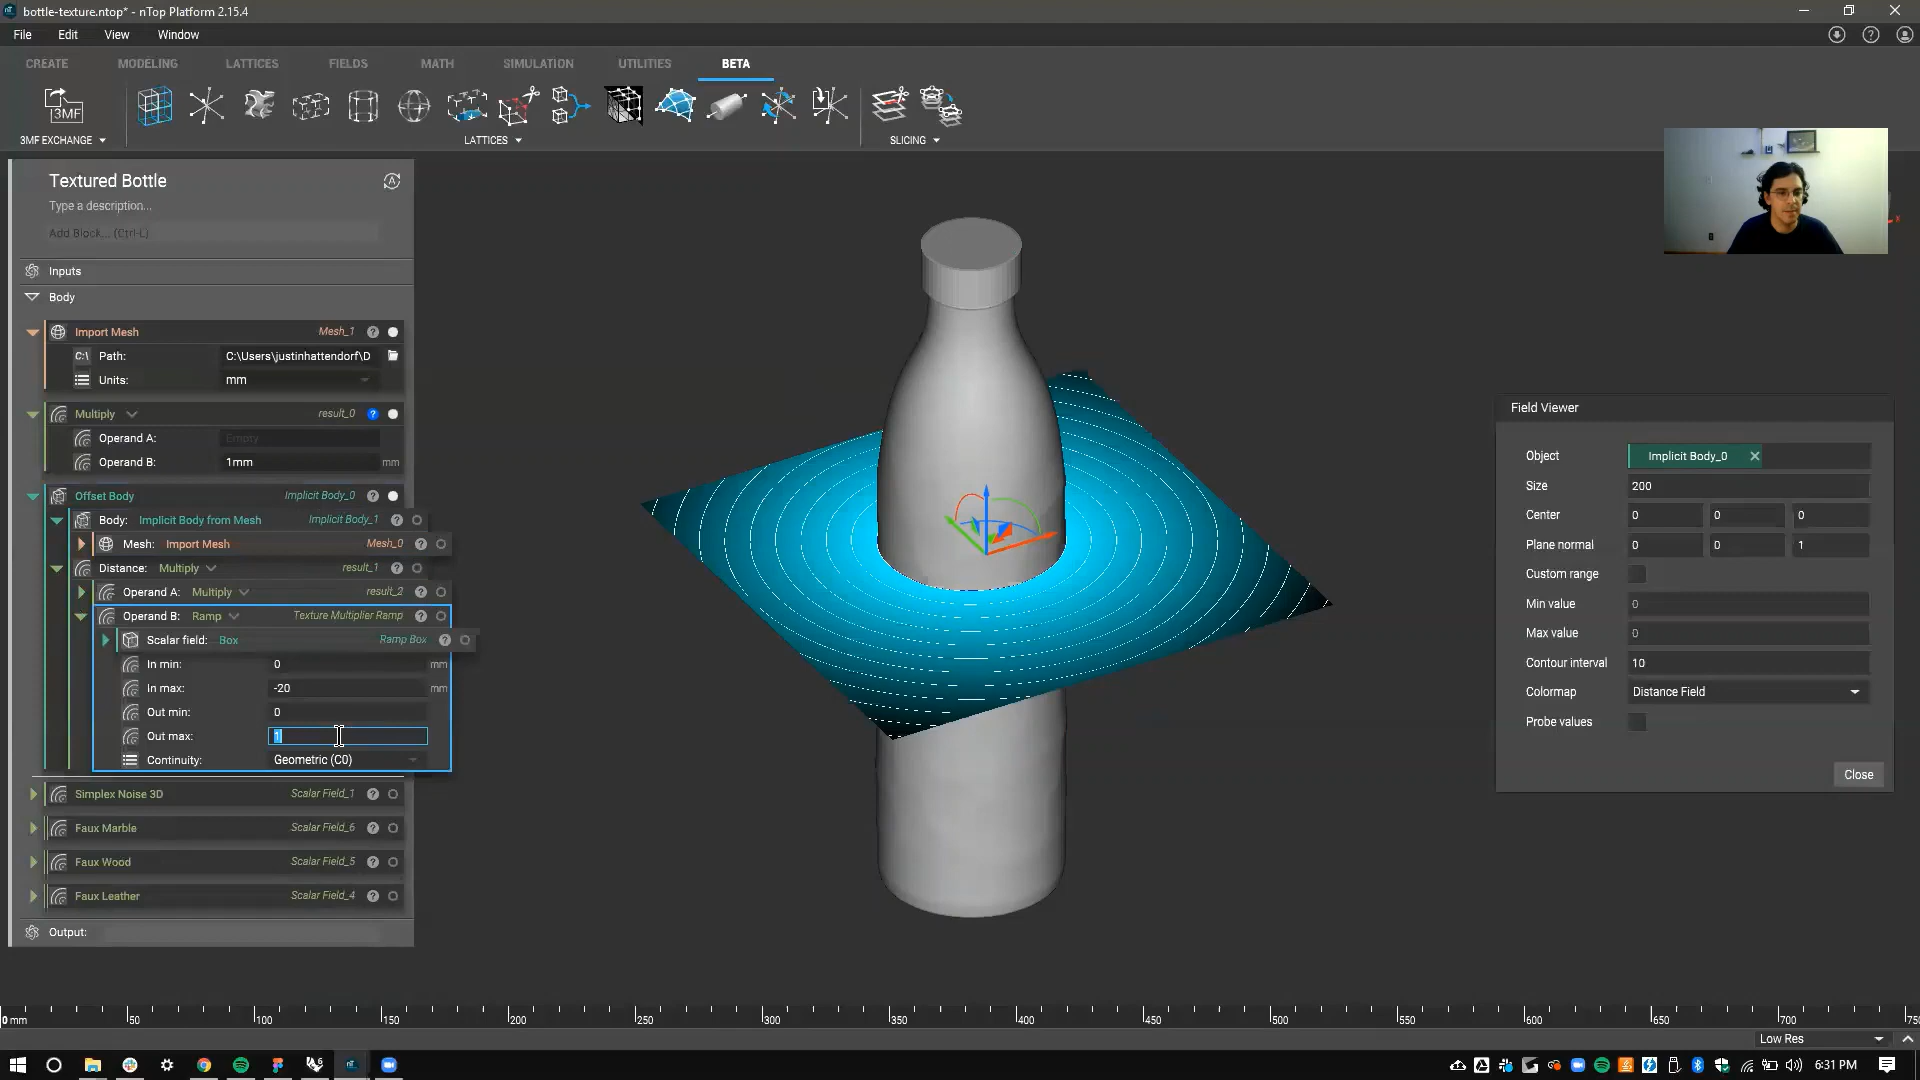 bottle-texture.ntop* - nTop Platform 2.15.4
File Edit View Window
CREATE MODELING LATTICES FIELDS MATH SIMULATION UTILITIES BETA
3MF
3MF EXCHANGE LATTICES SLICING
Textured Bottle
Type a description...
Add Block... (Ctrl-L)
Inputs
Body
Import Mesh Mesh_1
C:\ Path: C:\Users\justinhattendorf\D
Units: mm
Multiply result_0
Operand A: Empty
Operand B: 1mm mm
Offset Body Implicit Body_0
Body: Implicit Body from Mesh Implicit Body_1
Mesh: Import Mesh Mesh_0
Distance: Multiply result_1
Operand A: Multiply result_2
Operand B: Ramp Texture Multiplier Ramp
Scalar field: Box Ramp Box
In min: 0 mm
In max: -20 mm
Out min: 0
Out max: 1
Continuity: Geometric (C0)
Simplex Noise 3D Scalar Field_1
Faux Marble Scalar Field_6
Faux Wood Scalar Field_5
Faux Leather Scalar Field_4
Output:
Field Viewer
Object Implicit Body_0
Size 200
Center 0 0 0
Plane normal 0 0 1
Custom range
Min value 0
Max value 0
Contour interval 10
Colormap Distance Field
Probe values
Close
0 mm 50 100 150 200 250 300 350 400 450 500 550 600 650 700 750
Low Res
6:31 PM